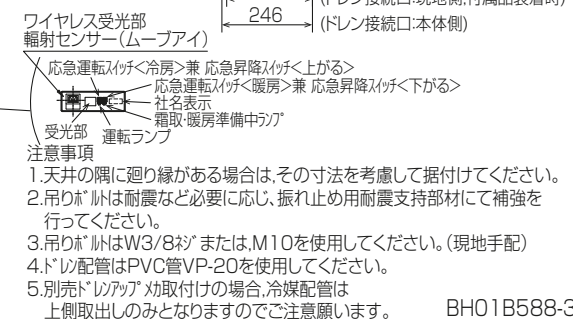 (ドレン接続口:現地側,付属品装着時)
246
(ドレン接続口:本体側)
ワイヤレス受光部
輻射センサー(ムーブアイ)
応急運転スイッチ<冷房>兼 応急昇降スイッチ<上がる>
応急運転スイッチ<暖房>兼 応急昇降スイッチ<下がる>
社名表示
霜取・暖房準備中ランプ
受光部
運転ランプ
注意事項
1.天井の隅に廻り縁がある場合は,その寸法を考慮して据付けてください。
2.吊りボルトは耐震など必要に応じ、振れ止め用耐震支持部材にて補強を
行ってください。
3.吊りボルトはW3/8ネジまたは,M10を使用してください。(現地手配)
4.ドレン配管はPVC管VP-20を使用してください。
5.別売ドレンアップメカ取付けの場合,冷媒配管は
上側取出しのみとなりますのでご注意願います。
BH01B588-3